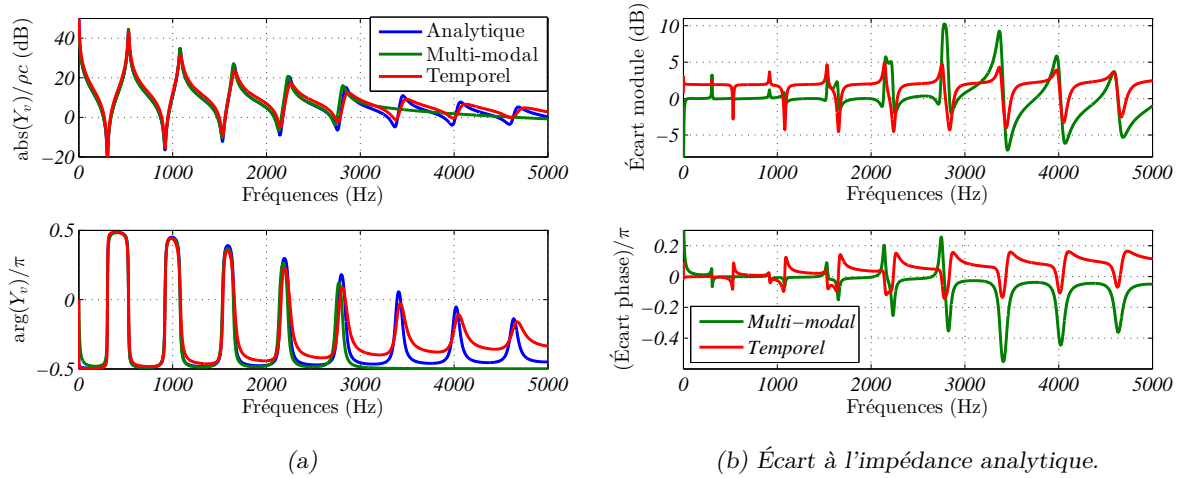 abs(Y_v)/ρc (dB)
40
20
0
−20
Analytique
Multi-modal
Temporel
0 1000 2000 3000 4000 5000
Fréquences (Hz)
arg(Y_v)/π
0.5
0
−0.5
0 1000 2000 3000 4000 5000
Fréquences (Hz)
(a)
Écart module (dB)
10
5
0
−5
0 1000 2000 3000 4000 5000
Fréquences (Hz)
(Écart phase)/π
0.2
0
−0.2
−0.4
Multi−modal
Temporel
0 1000 2000 3000 4000 5000
Fréquences (Hz)
(b) Écart à l'impédance analytique.